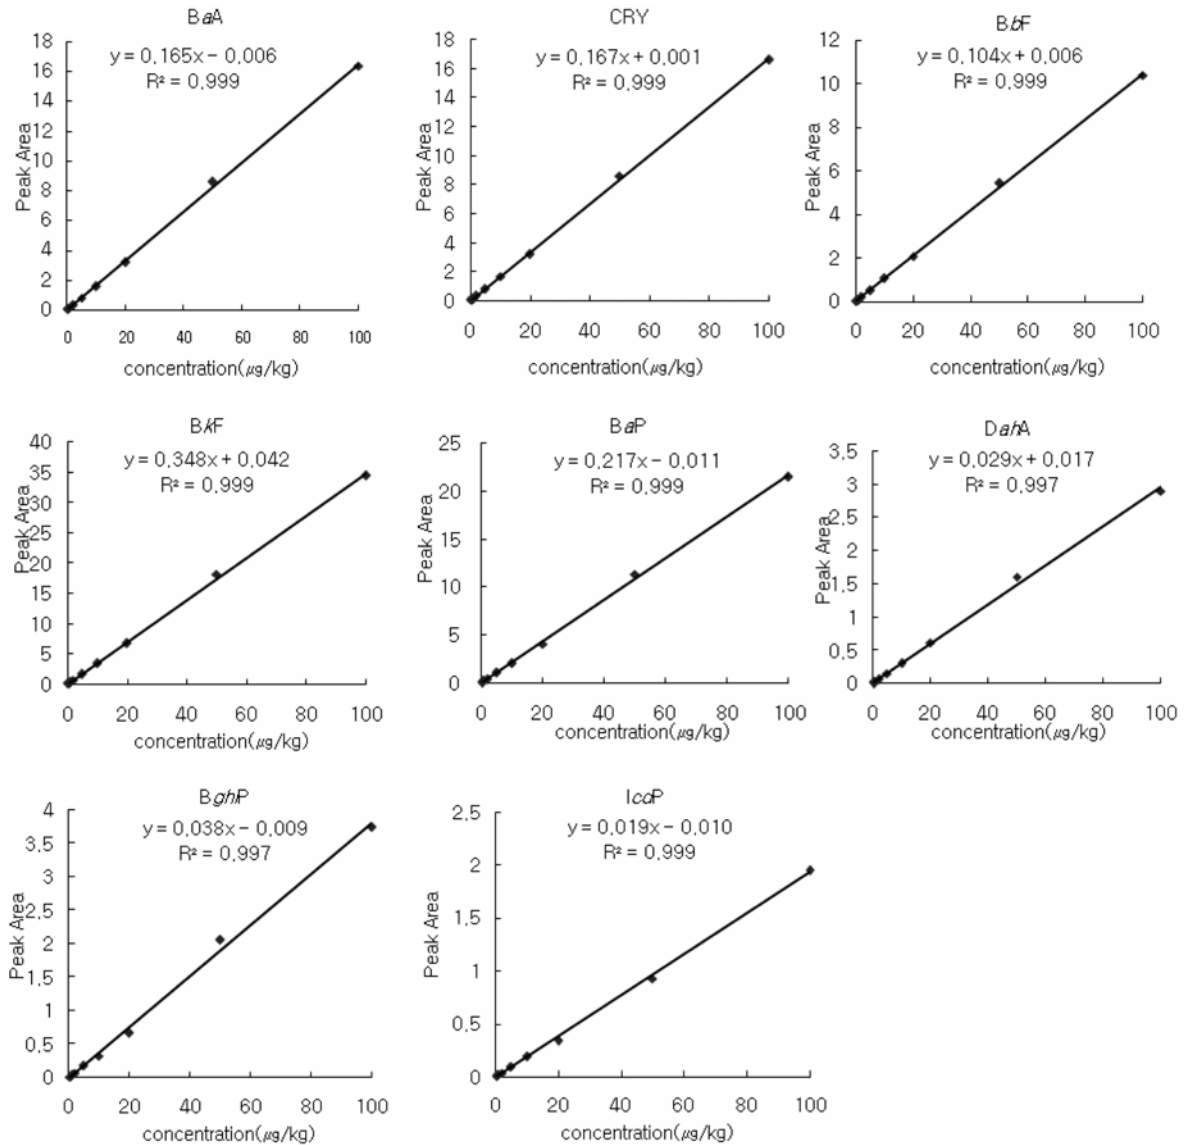 BaA
y = 0.165x - 0.006
R² = 0.999
18
16
14
12
10
8
6
4
2
0
Peak Area
0 20 40 60 80 100
concentration(㎍/kg)
CRY
y = 0.167x + 0.001
R² = 0.999
18
16
14
12
10
8
6
4
2
0
Peak Area
0 20 40 60 80 100
concentration(㎍/kg)
BbF
y = 0.104x + 0.006
R² = 0.999
12
10
8
6
4
2
0
Peak Area
0 20 40 60 80 100
concentration(㎍/kg)
BkF
y = 0.348x + 0.042
R² = 0.999
40
35
30
25
20
15
10
5
0
Peak Area
0 20 40 60 80 100
concentration(㎍/kg)
BaP
y = 0.217x - 0.011
R² = 0.999
25
20
15
10
5
0
Peak Area
0 20 40 60 80 100
concentration(㎍/kg)
DahA
y = 0.029x + 0.017
R² = 0.997
3.5
3
2.5
2
1.5
1
0.5
0
Peak Area
0 20 40 60 80 100
concentration(㎍/kg)
BghiP
y = 0.038x - 0.009
R² = 0.997
4
3.5
3
2.5
2
1.5
1
0.5
0
Peak Area
0 20 40 60 80 100
concentration(㎍/kg)
IcdP
y = 0.019x - 0.010
R² = 0.999
2.5
2
1.5
1
0.5
0
Peak Area
0 20 40 60 80 100
concentration(㎍/kg)